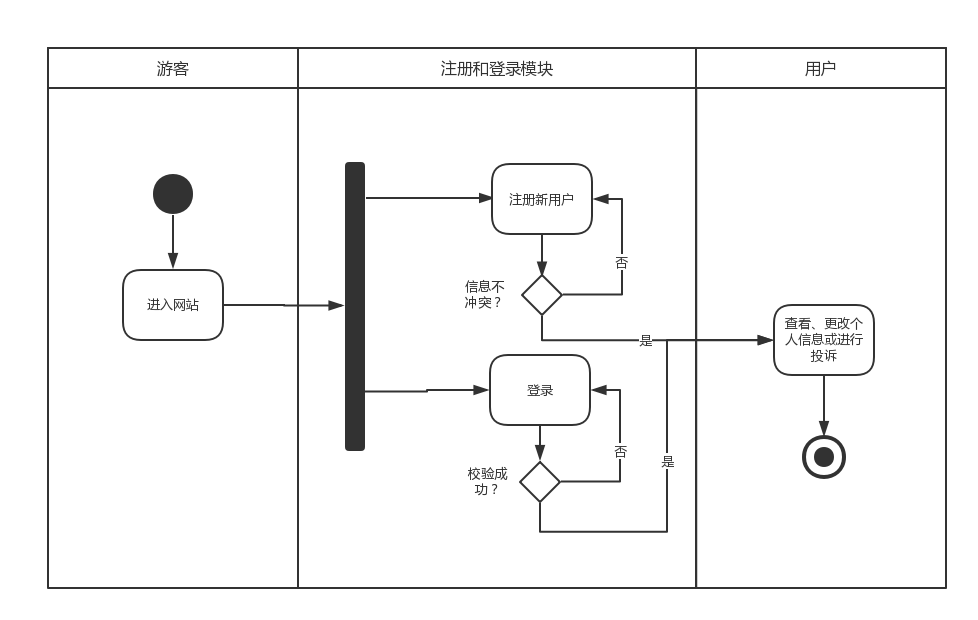 游客
注册和登录模块
用户
进入网站
注册新用户
否
信息不
冲突？
是
查看、更改个
人信息或进行
投诉
登录
否
校验成
功？
是